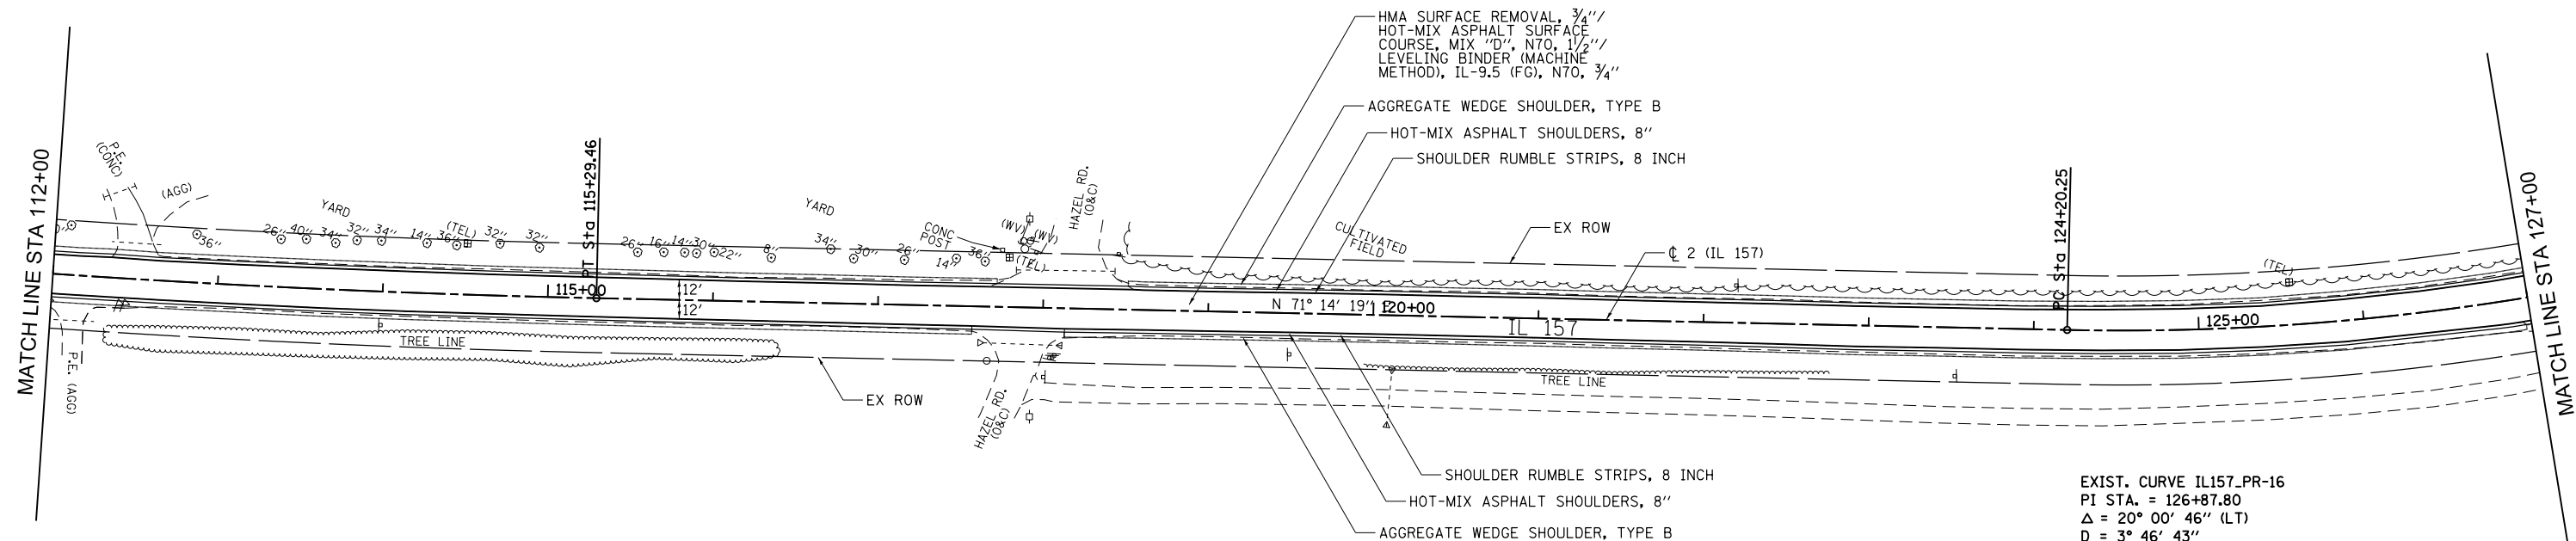 HMA SURFACE REMOVAL, 3/4"/
HOT-MIX ASPHALT SURFACE
COURSE, MIX "D", N70, 1 1/2"/
LEVELING BINDER (MACHINE
METHOD), IL-9.5 (FG), N70, 3/4"
AGGREGATE WEDGE SHOULDER, TYPE B
HOT-MIX ASPHALT SHOULDERS, 8"
SHOULDER RUMBLE STRIPS, 8 INCH
MATCH LINE STA 112+00
P.E.
(CONC)
(AGG)
YARD
(TEL)
36"
26"
40"
34"
32"
34"
14"
36"
32"
32"
PT Sta 115+29.46
YARD
26"
16"
14"
30"
22"
8"
34"
30"
26"
14"
36"
CONC
POST
(WV)
(WV)
(TEL)
HAZEL RD.
(O&C)
CULTIVATED
FIELD
EX ROW
℄ 2 (IL 157)
PC Sta 124+20.25
(TEL)
MATCH LINE STA 127+00
115+00
12'
12'
N 71° 14' 19" E
120+00
IL 157
125+00
P.E. (AGG)
TREE LINE
EX ROW
HAZEL RD.
(O&C)
TREE LINE
SHOULDER RUMBLE STRIPS, 8 INCH
HOT-MIX ASPHALT SHOULDERS, 8"
AGGREGATE WEDGE SHOULDER, TYPE B
EXIST. CURVE IL157_PR-16
PI STA. = 126+87.80
Δ = 20° 00' 46" (LT)
D = 3° 46' 43"